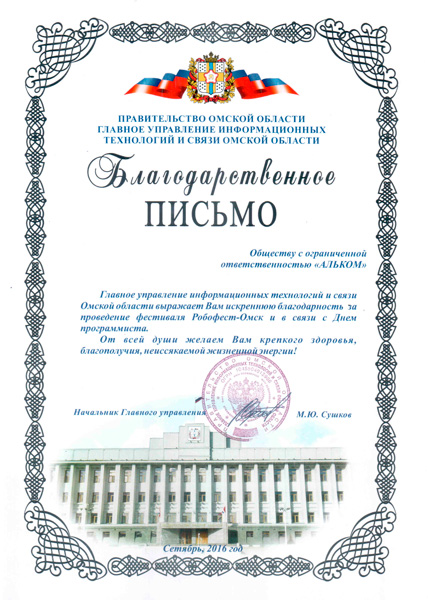 ПРАВИТЕЛЬСТВО ОМСКОЙ ОБЛАСТИ
ГЛАВНОЕ УПРАВЛЕНИЕ ИНФОРМАЦИОННЫХ
ТЕХНОЛОГИЙ И СВЯЗИ ОМСКОЙ ОБЛАСТИ
Благодарственное
ПИСЬМО
Обществу с ограниченной
ответственностью «АЛЬКОМ»
Главное управление информационных технологий и связи
Омской области выражает Вам искреннюю благодарность за
проведение фестиваля Робофест-Омск и в связи с Днем
программиста.
От всей души желаем Вам крепкого здоровья,
благополучия, неиссякаемой жизненной энергии!
Начальник Главного управления
М.Ю. Сушков
Сетябрь, 2016 год